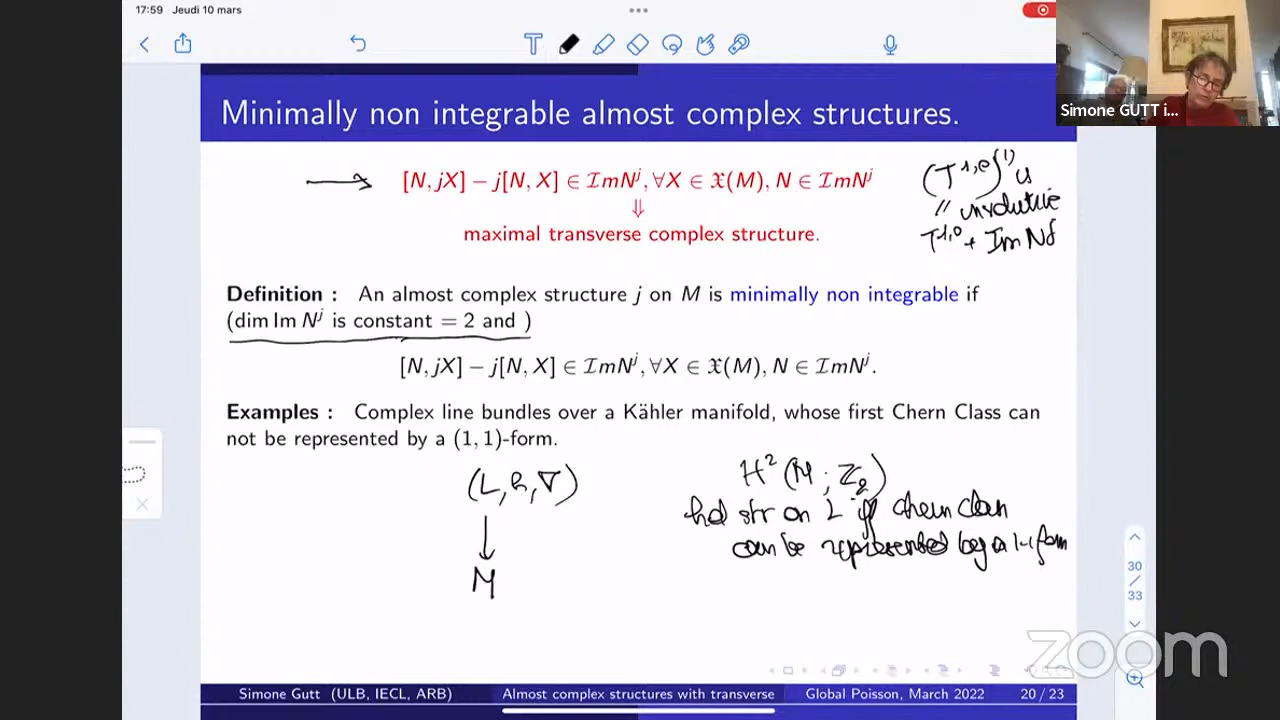 17:59 Jeudi 10 mars
Simone GUTT i...
Minimally non integrable almost complex structures.
[N, jX] − j[N, X] ∈ ImN^j, ∀X ∈ 𝔛(M), N ∈ ImN^j
⇓
maximal transverse complex structure.
(T^{1,0})^{(1)} is
// involutive
T^{1,0} + Im N^j
Definition : An almost complex structure j on M is minimally non integrable if
(dim Im N^j is constant = 2 and )
[N, jX] − j[N, X] ∈ ImN^j, ∀X ∈ 𝔛(M), N ∈ ImN^j.
Examples : Complex line bundles over a Kähler manifold, whose first Chern Class can
not be represented by a (1, 1)-form.
(L, h, ∇)
↓
M
H² (M ; ℤ
hol str on L iff chern class
can be represented by a 1-1 form
30
/
33
zoom
Simone Gutt (ULB, IECL, ARB) Almost complex structures with transverse Global Poisson, March 2022 20 / 23